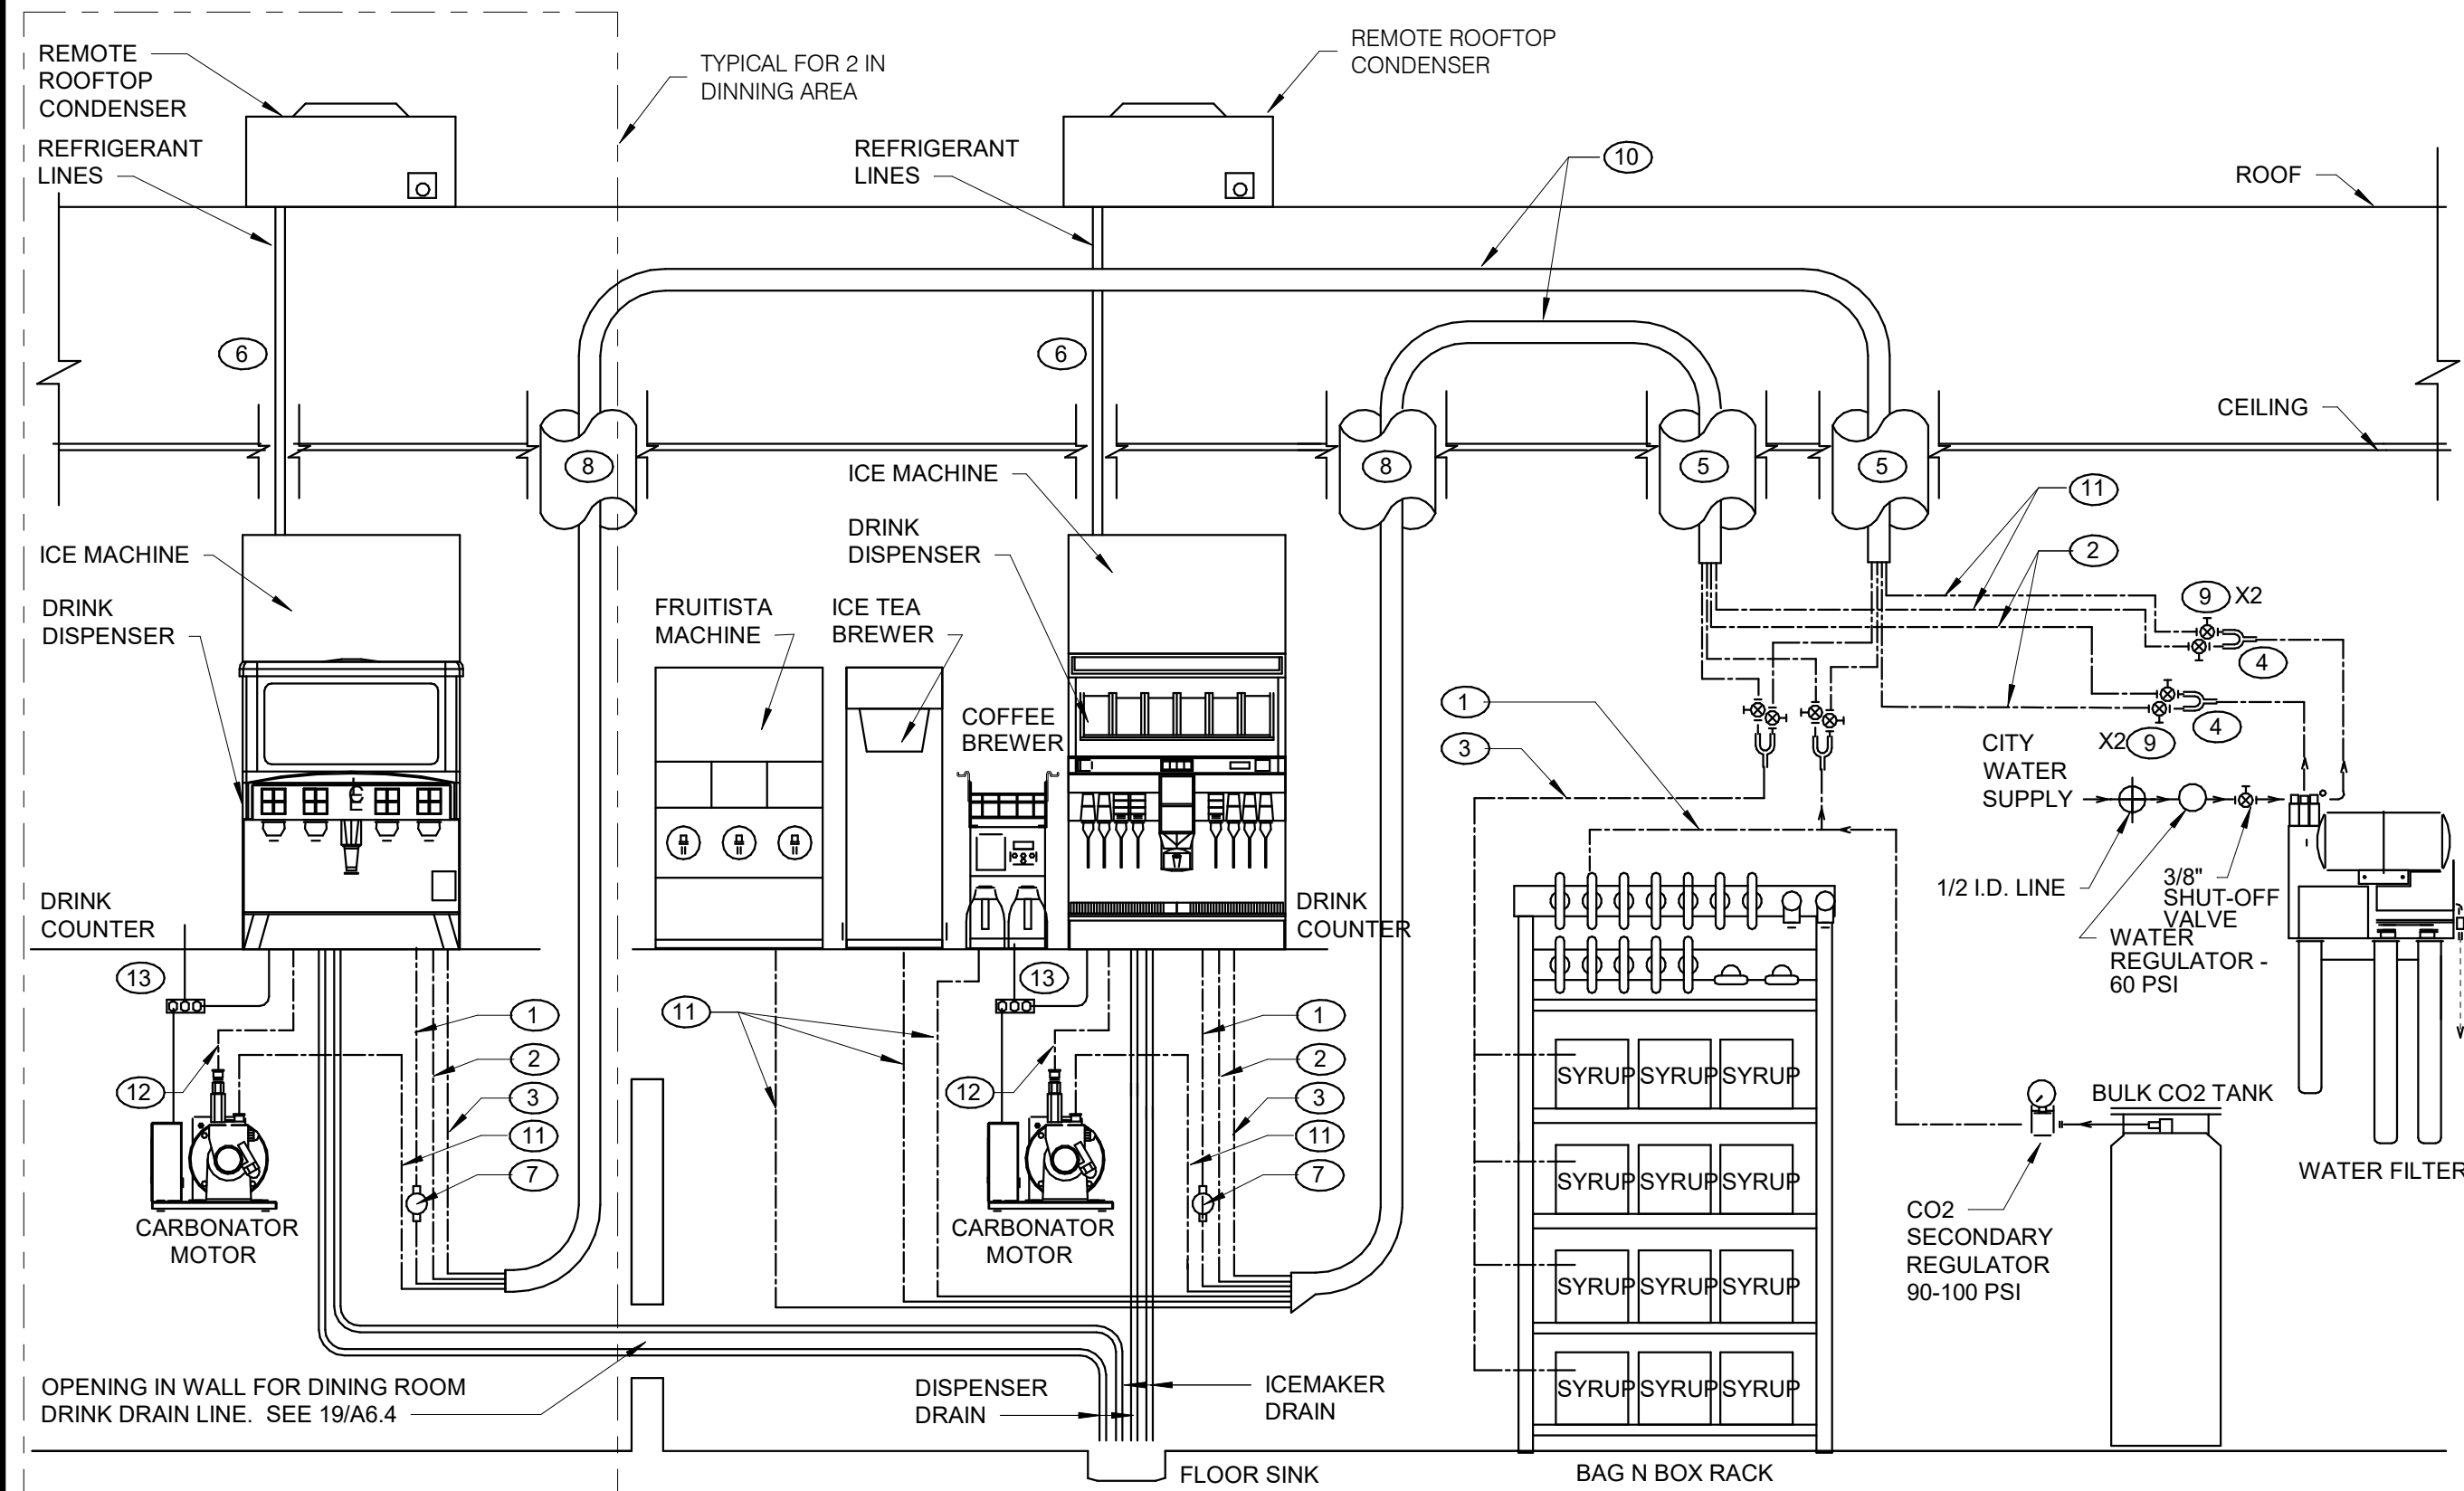 REMOTE
ROOFTOP
CONDENSER
TYPICAL FOR 2 IN
DINNING AREA
REMOTE ROOFTOP
CONDENSER
REFRIGERANT
LINES
REFRIGERANT
LINES
10
ROOF
6
6
CEILING
8
8
5
5
ICE MACHINE
11
DRINK
DISPENSER
2
ICE MACHINE
DRINK
DISPENSER
FRUITISTA
MACHINE
ICE TEA
BREWER
9 X2
4
1
COFFEE
BREWER
3
4
X2 9
CITY
WATER
SUPPLY
1/2 I.D. LINE
3/8"
SHUT-OFF
VALVE
WATER
REGULATOR -
60 PSI
DRINK
COUNTER
DRINK
COUNTER
13
13
11
1
1
2
2
12
12
3
3
11
11
7
7
CARBONATOR
MOTOR
CARBONATOR
MOTOR
SYRUP SYRUP SYRUP
SYRUP SYRUP SYRUP
SYRUP SYRUP SYRUP
SYRUP SYRUP SYRUP
BULK CO2 TANK
WATER FILTER
CO2
SECONDARY
REGULATOR
90-100 PSI
OPENING IN WALL FOR DINING ROOM
DRINK DRAIN LINE. SEE 19/A6.4
DISPENSER
DRAIN
ICEMAKER
DRAIN
FLOOR SINK
BAG N BOX RACK